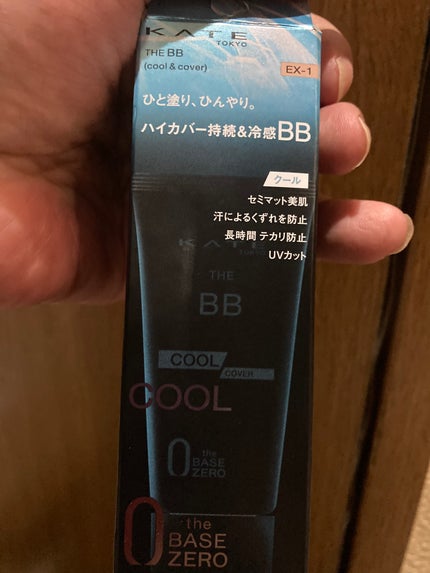 KATE
TOKYO
THE BB
(cool & cover)
EX-1
ひと塗り、ひんやり。
ハイカバー持続&冷感BB
クール
セミマット美肌
汗によるくずれを防止
長時間 テカリ防止
UVカット
KATE
TOKYO
THE
BB
COOL
COVER
COOL
0 the
BASE
ZERO
0 the
BASE
ZERO